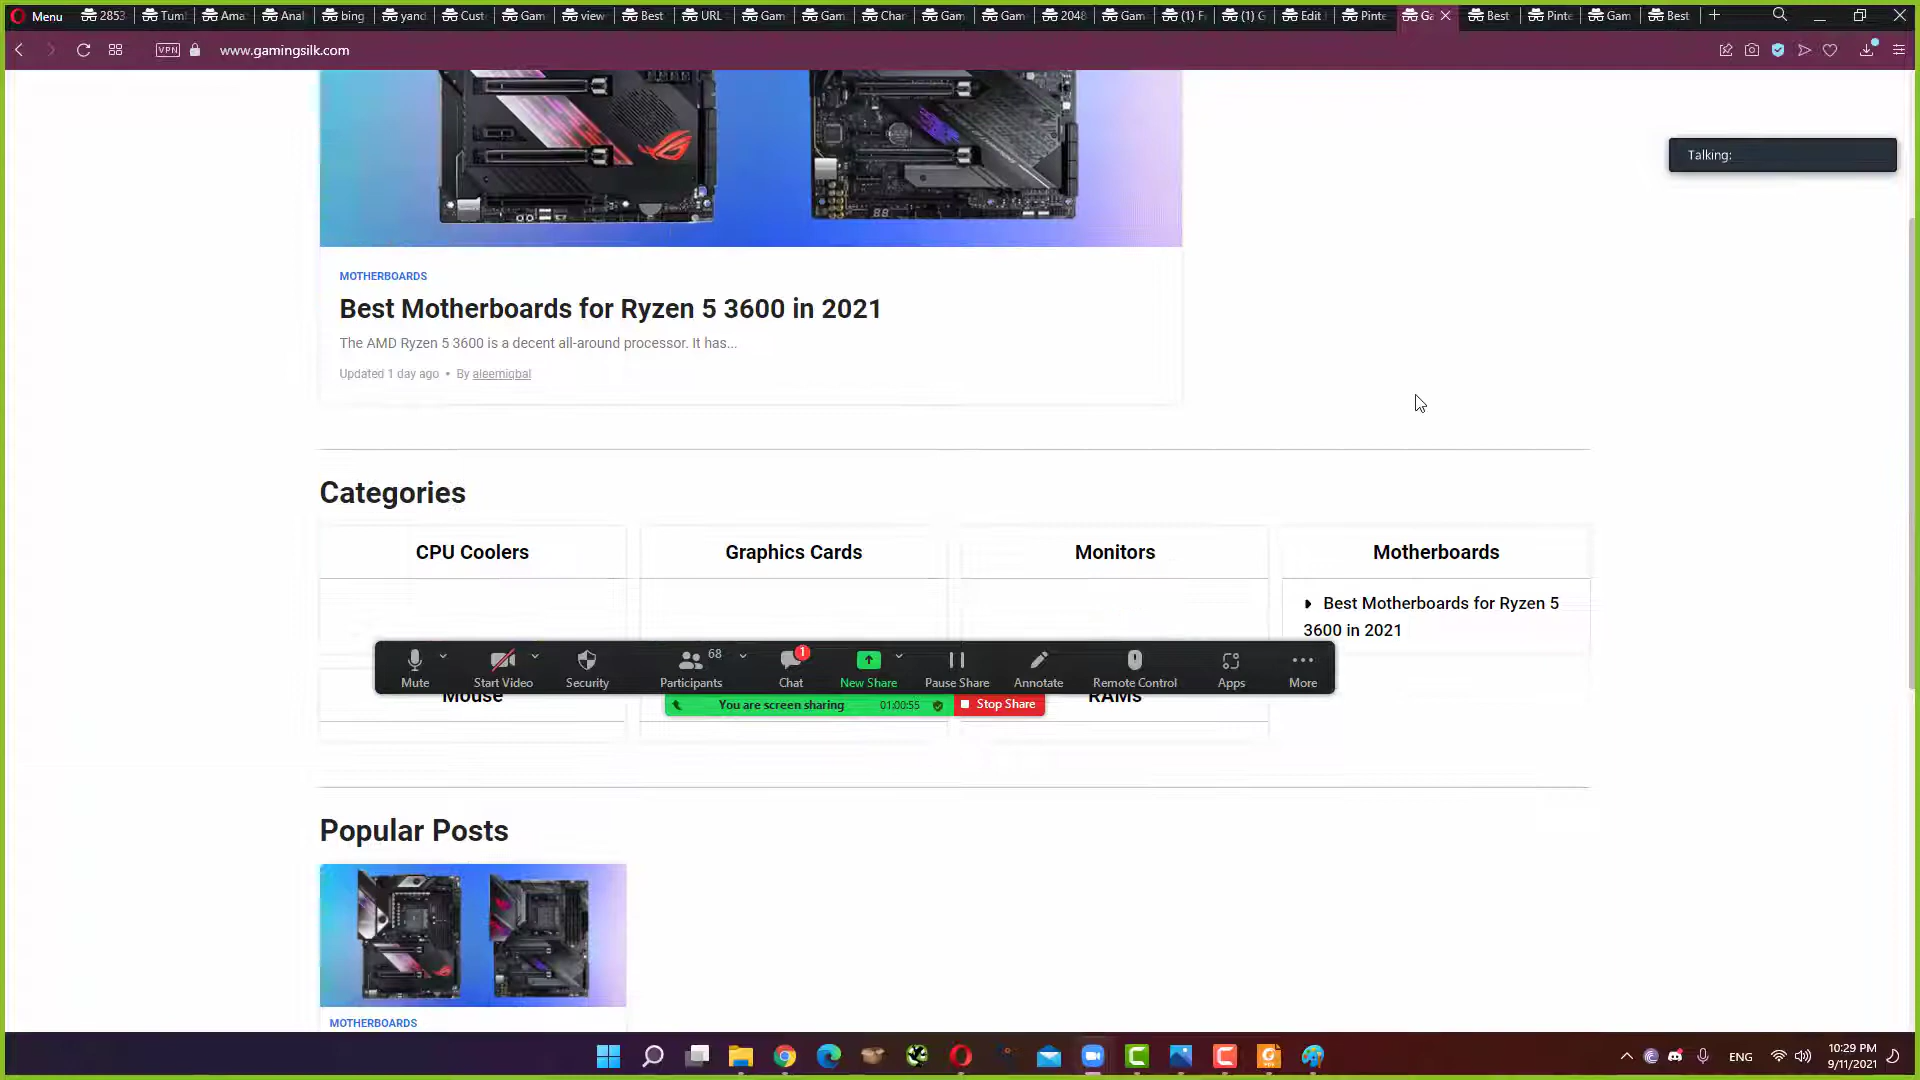 Menu 2853 Tum Ama Anal bing yand Cust Gam view Best URL Gam Gam Char Gam Gam 2048 Gam (1) F (1) G Edit Pinte Ga Best Pinte Gam Best
VPN www.gamingsilk.com
Talking:
MOTHERBOARDS
Best Motherboards for Ryzen 5 3600 in 2021
The AMD Ryzen 5 3600 is a decent all-around processor. It has...
Updated 1 day ago • By aleemiqbal
Categories
CPU Coolers Graphics Cards Monitors Motherboards
Best Motherboards for Ryzen 5
3600 in 2021
68 1
Mute Start Video Security Participants Chat New Share Pause Share Annotate Remote Control Apps More
Mouse RAMs
You are screen sharing 01:00:55 Stop Share
Popular Posts
MOTHERBOARDS
ENG 10:29 PM
9/11/2021